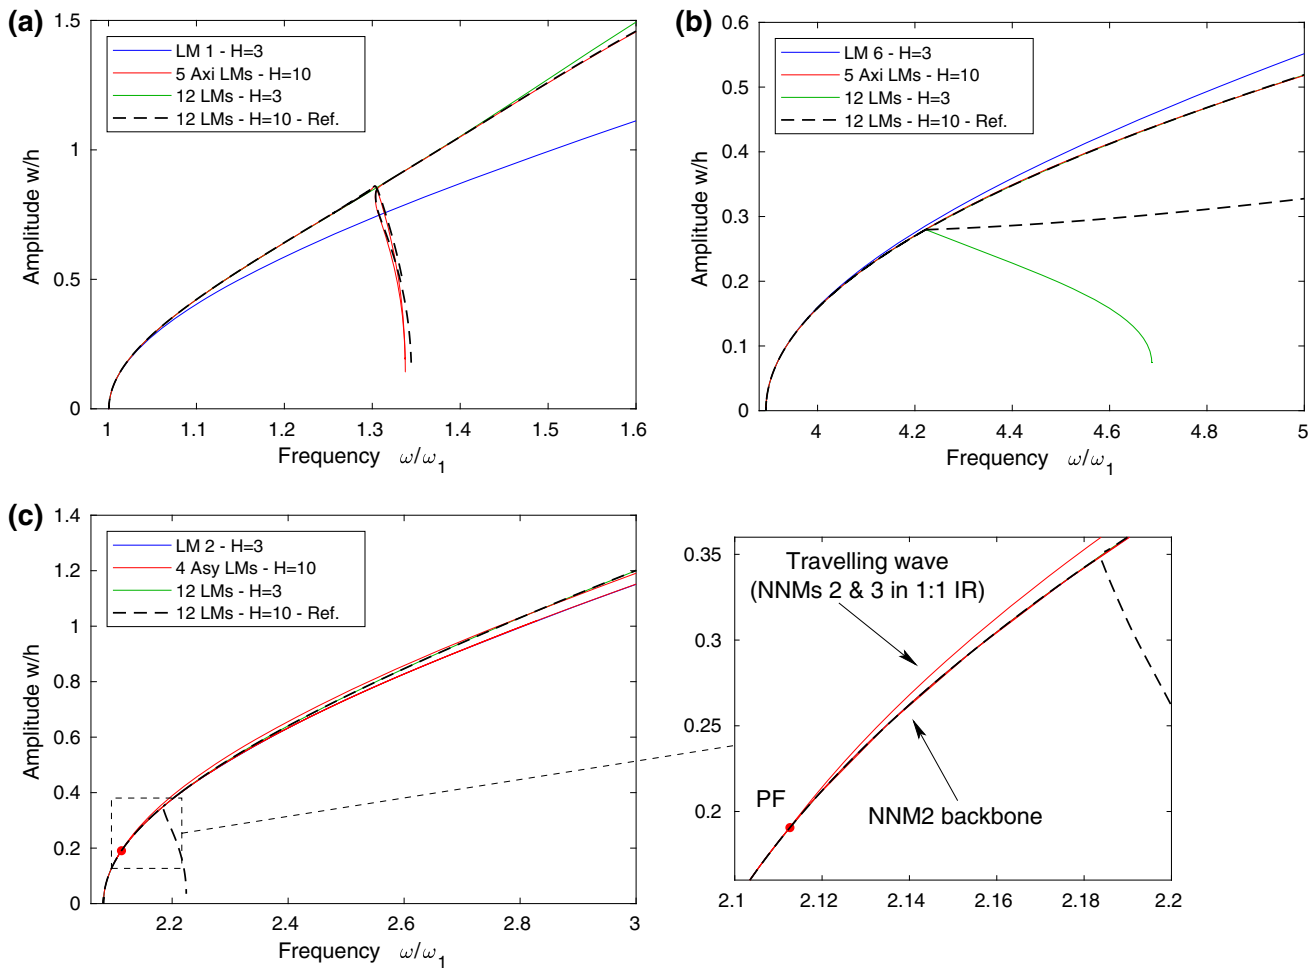 (a)
1.5
1
0.5
0
Amplitude w/h
LM 1 - H=3
5 Axi LMs - H=10
12 LMs - H=3
12 LMs - H=10 - Ref.
1 1.1 1.2 1.3 1.4 1.5 1.6
Frequency ω/ω1
(b)
0.6
0.5
0.4
0.3
0.2
0.1
0
Amplitude w/h
LM 6 - H=3
5 Axi LMs - H=10
12 LMs - H=3
12 LMs - H=10 - Ref.
4 4.2 4.4 4.6 4.8 5
Frequency ω/ω1
(c)
1.4
1.2
1.0
0.8
0.6
0.4
0.2
0
Amplitude w/h
LM 2 - H=3
4 Asy LMs - H=10
12 LMs - H=3
12 LMs - H=10 - Ref.
2.2 2.4 2.6 2.8 3
Frequency ω/ω1
0.35
0.3
0.25
0.2
Travelling wave
(NNMs 2 & 3 in 1:1 IR)
PF
NNM2 backbone
2.1 2.12 2.14 2.16 2.18 2.2